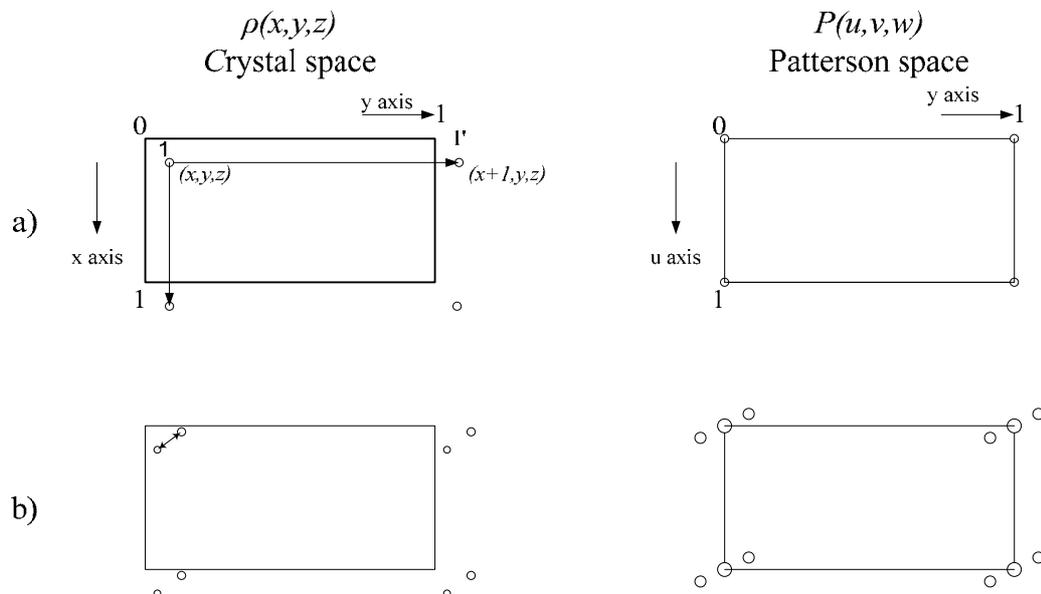 ρ(x,y,z)
Crystal space
P(u,v,w)
Patterson space
y axis
1
y axis
1
0
1'
0
1
(x,y,z)
(x+1,y,z)
a)
x axis
u axis
1
1
b)